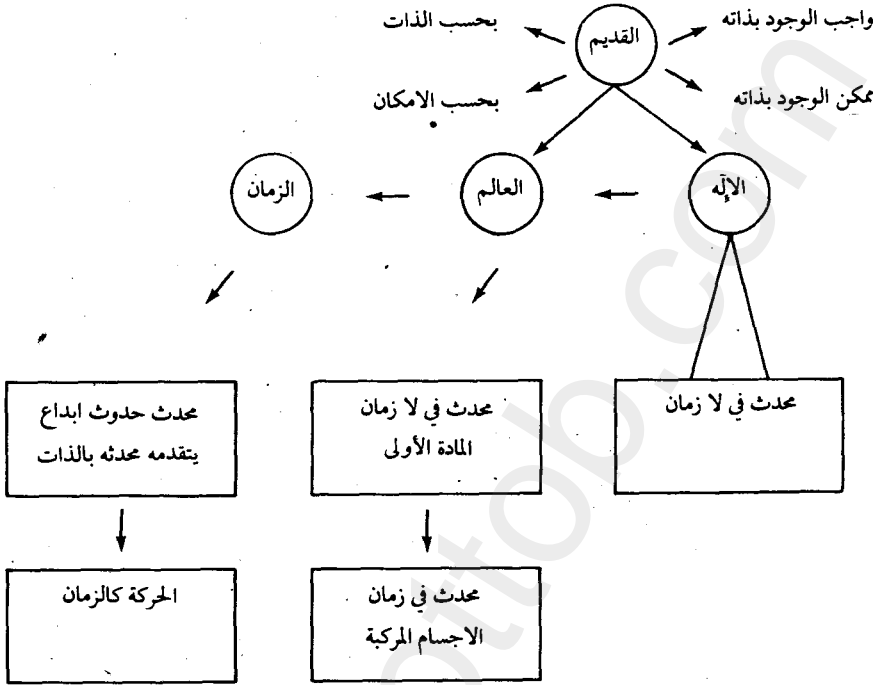 واجب الوجود بذاته
القديم
بحسب الذات
ممكن الوجود بذاته
بحسب الامكان
الإله
العالم
الزمان
محدث في لا زمان
محدث في لا زمان
المادة الأولى
محدث حدوث ابداع
يتقدمه محدثه بالذات
محدث في زمان
الاجسام المركبة
الحركة كالزمان